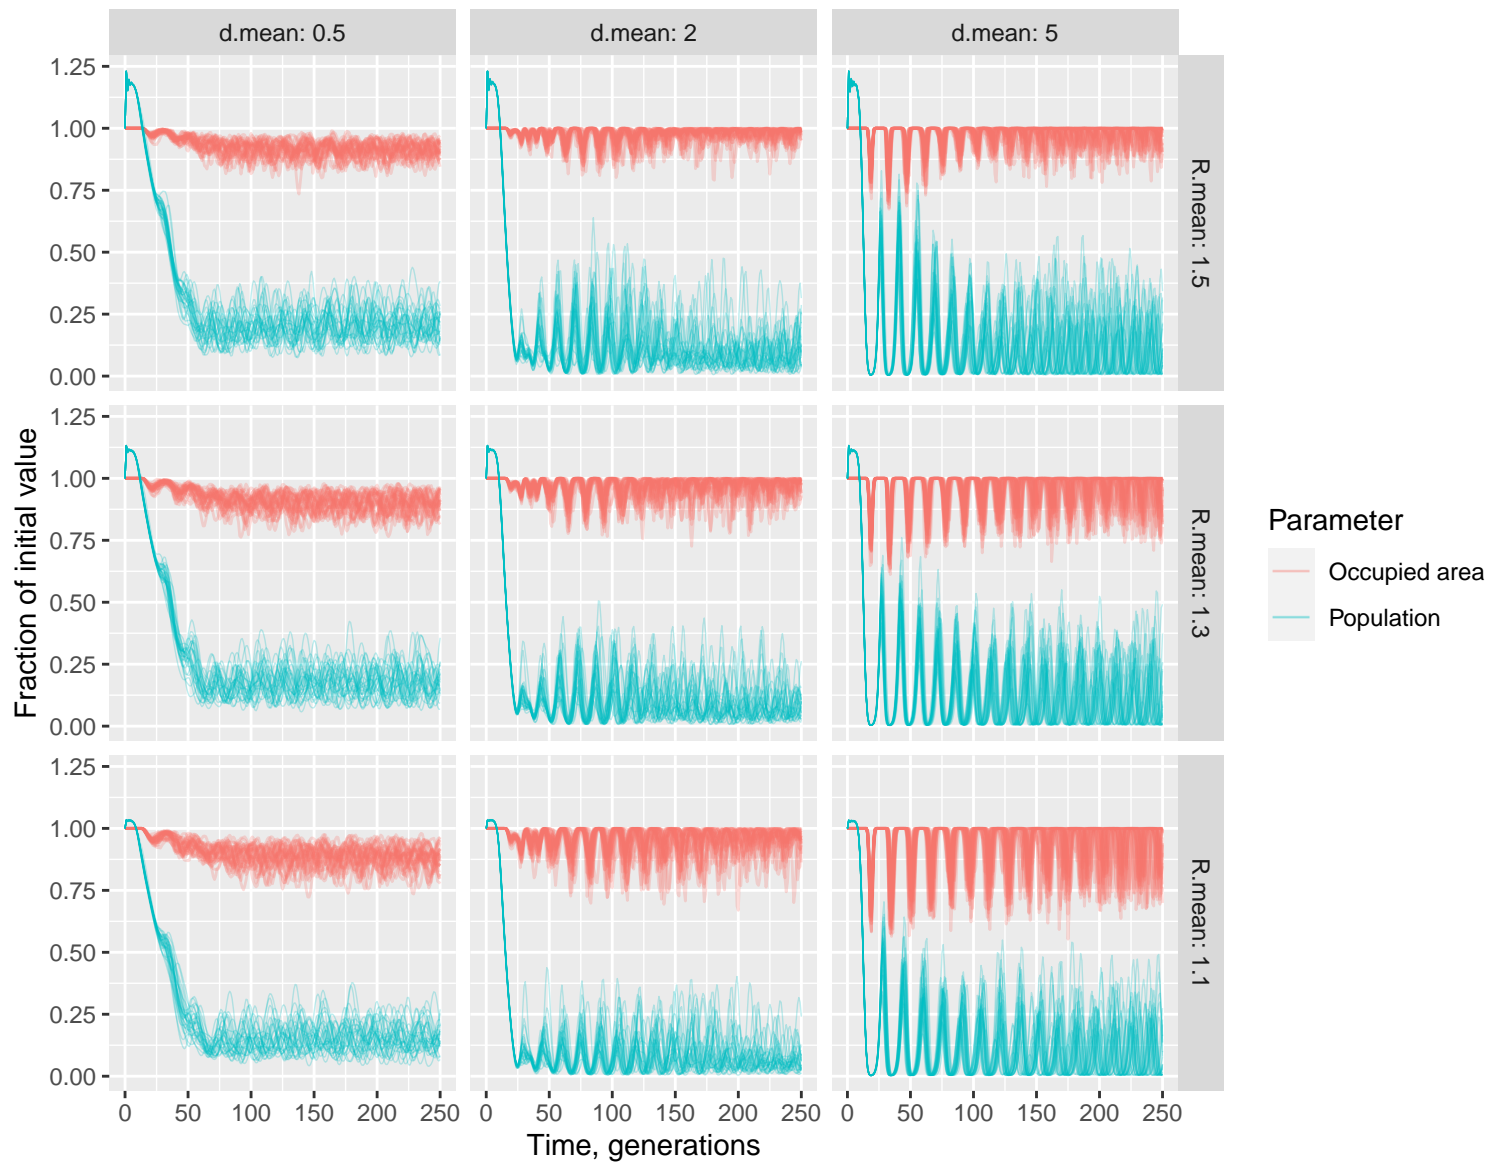 d.mean: 0.5
d.mean: 2
d.mean: 5
1.25
1.00
0.75
0.50
0.25
0.00
R.mean: 1.5
1.25
1.00
0.75
0.50
0.25
0.00
R.mean: 1.3
1.25
1.00
0.75
0.50
0.25
0.00
R.mean: 1.1
Fraction of initial value
0 50 100 150 200 250
0 50 100 150 200 250
0 50 100 150 200 250
Time, generations
Parameter
Occupied area
Population